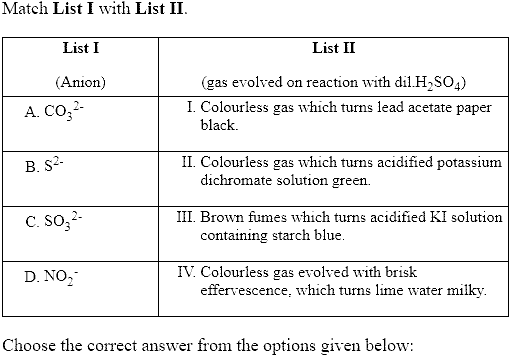 Match List I with List II.
List I
(Anion)
List II
(gas evolved on reaction with dil.H₂SO₄)
A. CO₃²⁻
I. Colourless gas which turns lead acetate paper
black.
B. S²⁻
II. Colourless gas which turns acidified potassium
dichromate solution green.
C. SO₃²⁻
III. Brown fumes which turns acidified KI solution
containing starch blue.
D. NO₂⁻
IV. Colourless gas evolved with brisk
effervescence, which turns lime water milky.
Choose the correct answer from the options given below: